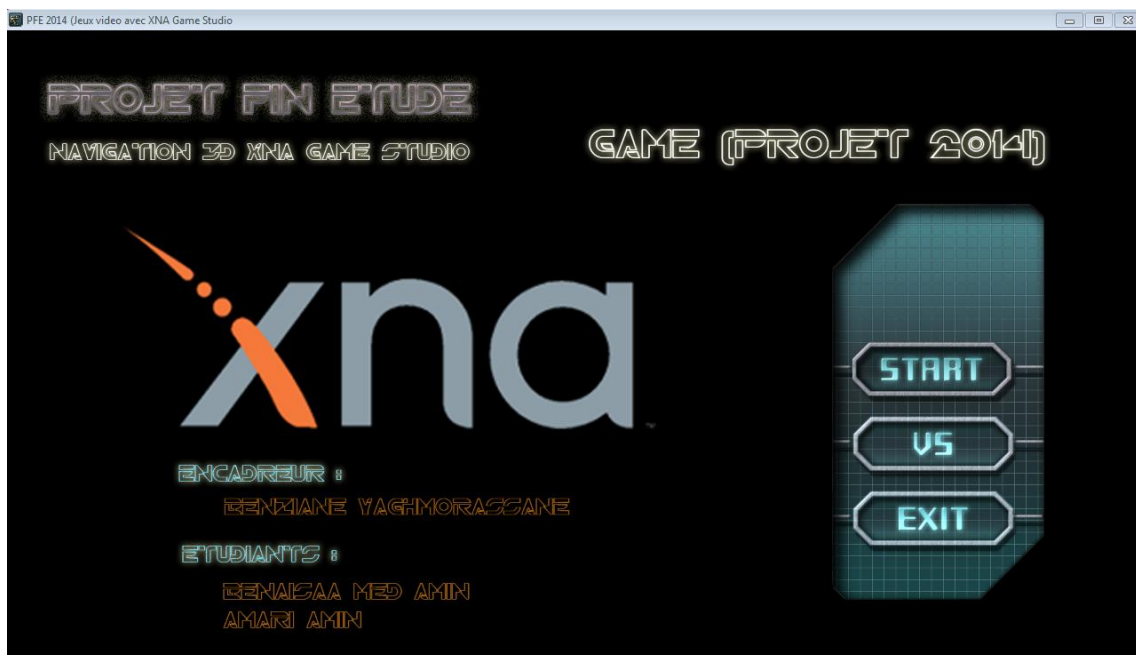 PFE 2014 (Jeux video avec XNA Game Studio
PROJET FIN ETUDE
NAVIGATION 3D XNA GAME STUDIO
GAME (PROJET 2014)
xna
START
VS
EXIT
ENCADREUR :
BENZIANE YAGHMORASSANE
ETUDIANTS :
BENAISAA MED AMIN
AMARI AMIN